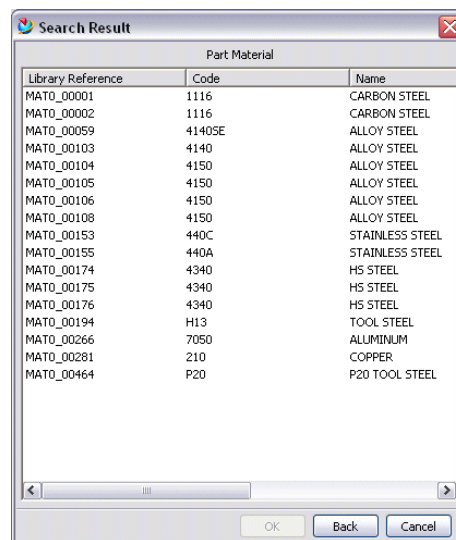 Search Result
Part Material
Library Reference Code Name
MAT0_00001 1116 CARBON STEEL
MAT0_00002 1116 CARBON STEEL
MAT0_00059 4140SE ALLOY STEEL
MAT0_00103 4140 ALLOY STEEL
MAT0_00104 4150 ALLOY STEEL
MAT0_00105 4150 ALLOY STEEL
MAT0_00106 4150 ALLOY STEEL
MAT0_00108 4150 ALLOY STEEL
MAT0_00153 440C STAINLESS STEEL
MAT0_00155 440A STAINLESS STEEL
MAT0_00174 4340 HS STEEL
MAT0_00175 4340 HS STEEL
MAT0_00176 4340 HS STEEL
MAT0_00194 H13 TOOL STEEL
MAT0_00266 7050 ALUMINUM
MAT0_00281 210 COPPER
MAT0_00464 P20 P20 TOOL STEEL
OK Back Cancel